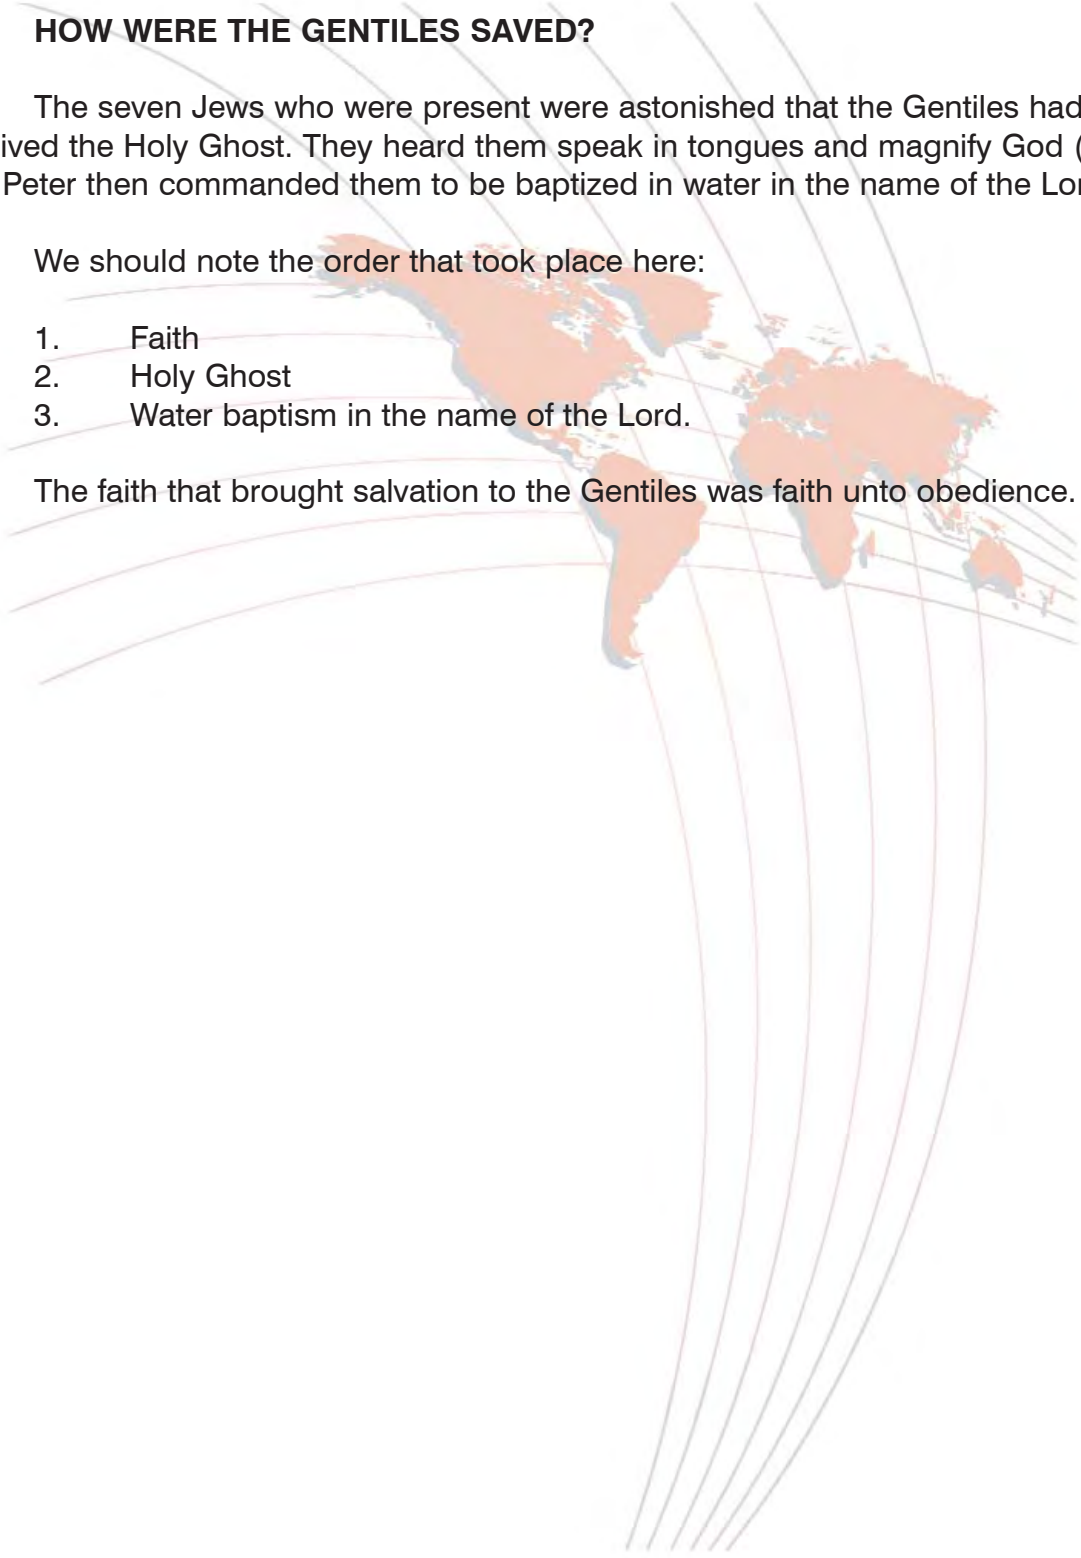 HOW WERE THE GENTILES SAVED?
The seven Jews who were present were astonished that the Gentiles had
ived the Holy Ghost. They heard them speak in tongues and magnify God (
Peter then commanded them to be baptized in water in the name of the Lor
We should note the order that took place here:
1. Faith
2. Holy Ghost
3. Water baptism in the name of the Lord.
The faith that brought salvation to the Gentiles was faith unto obedience.